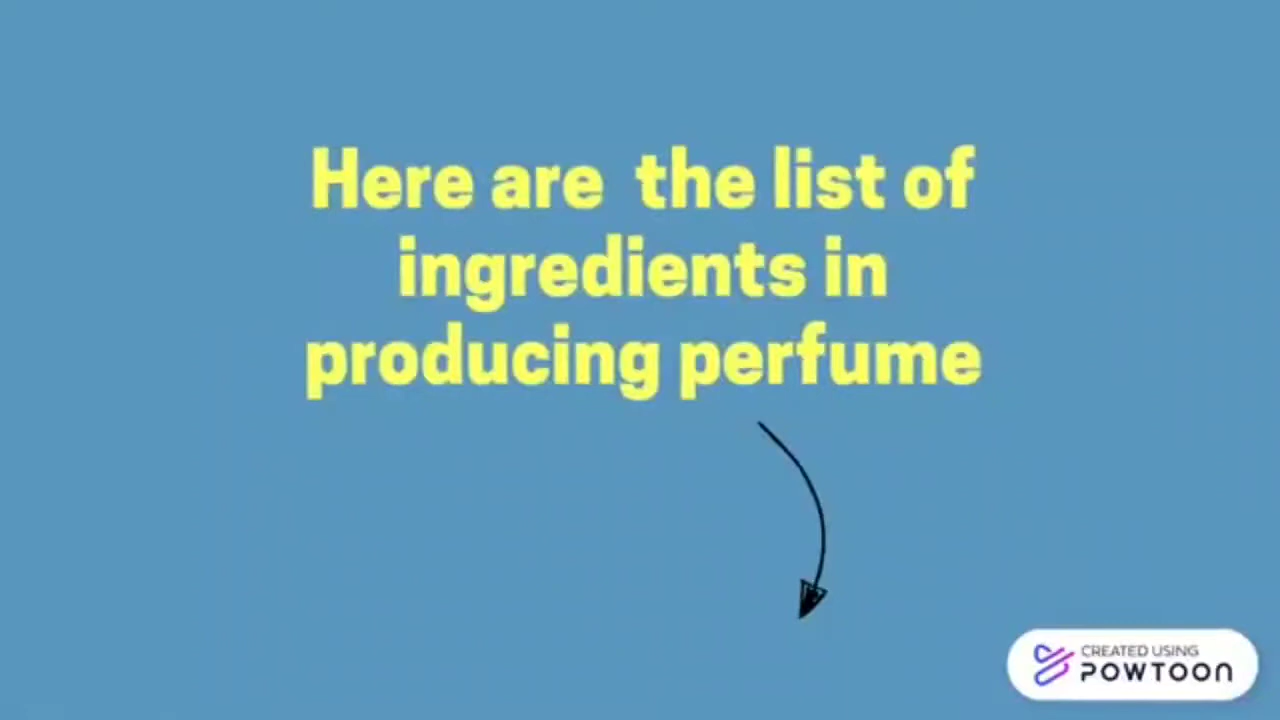 Here are the list of
ingredients in
producing perfume
CREATED USING
POWTOON